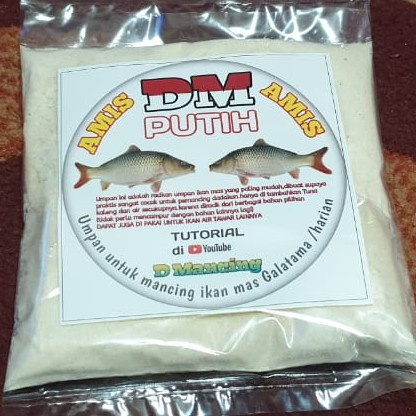 AMIS
DM
AMIS
PUTIH
Umpan ini adalah racikan umpan ikan mas yang paling mudah,dibuat supaya
praktis sangat cocok untuk pemancing dadakan.hanya di tambahkan Tuna
kaleng dan air secukupnya.karena diracik dari berbagai bahan pilihan
(tidak perlu mencampur dengan bahan lainnya lagi)
DAPAT JUGA DI PAKAI UNTUK IKAN AIR TAWAR LAINNYA
TUTORIAL
di YouTube
D Mancing
Umpan untuk mancing ikan mas Galatama /harian